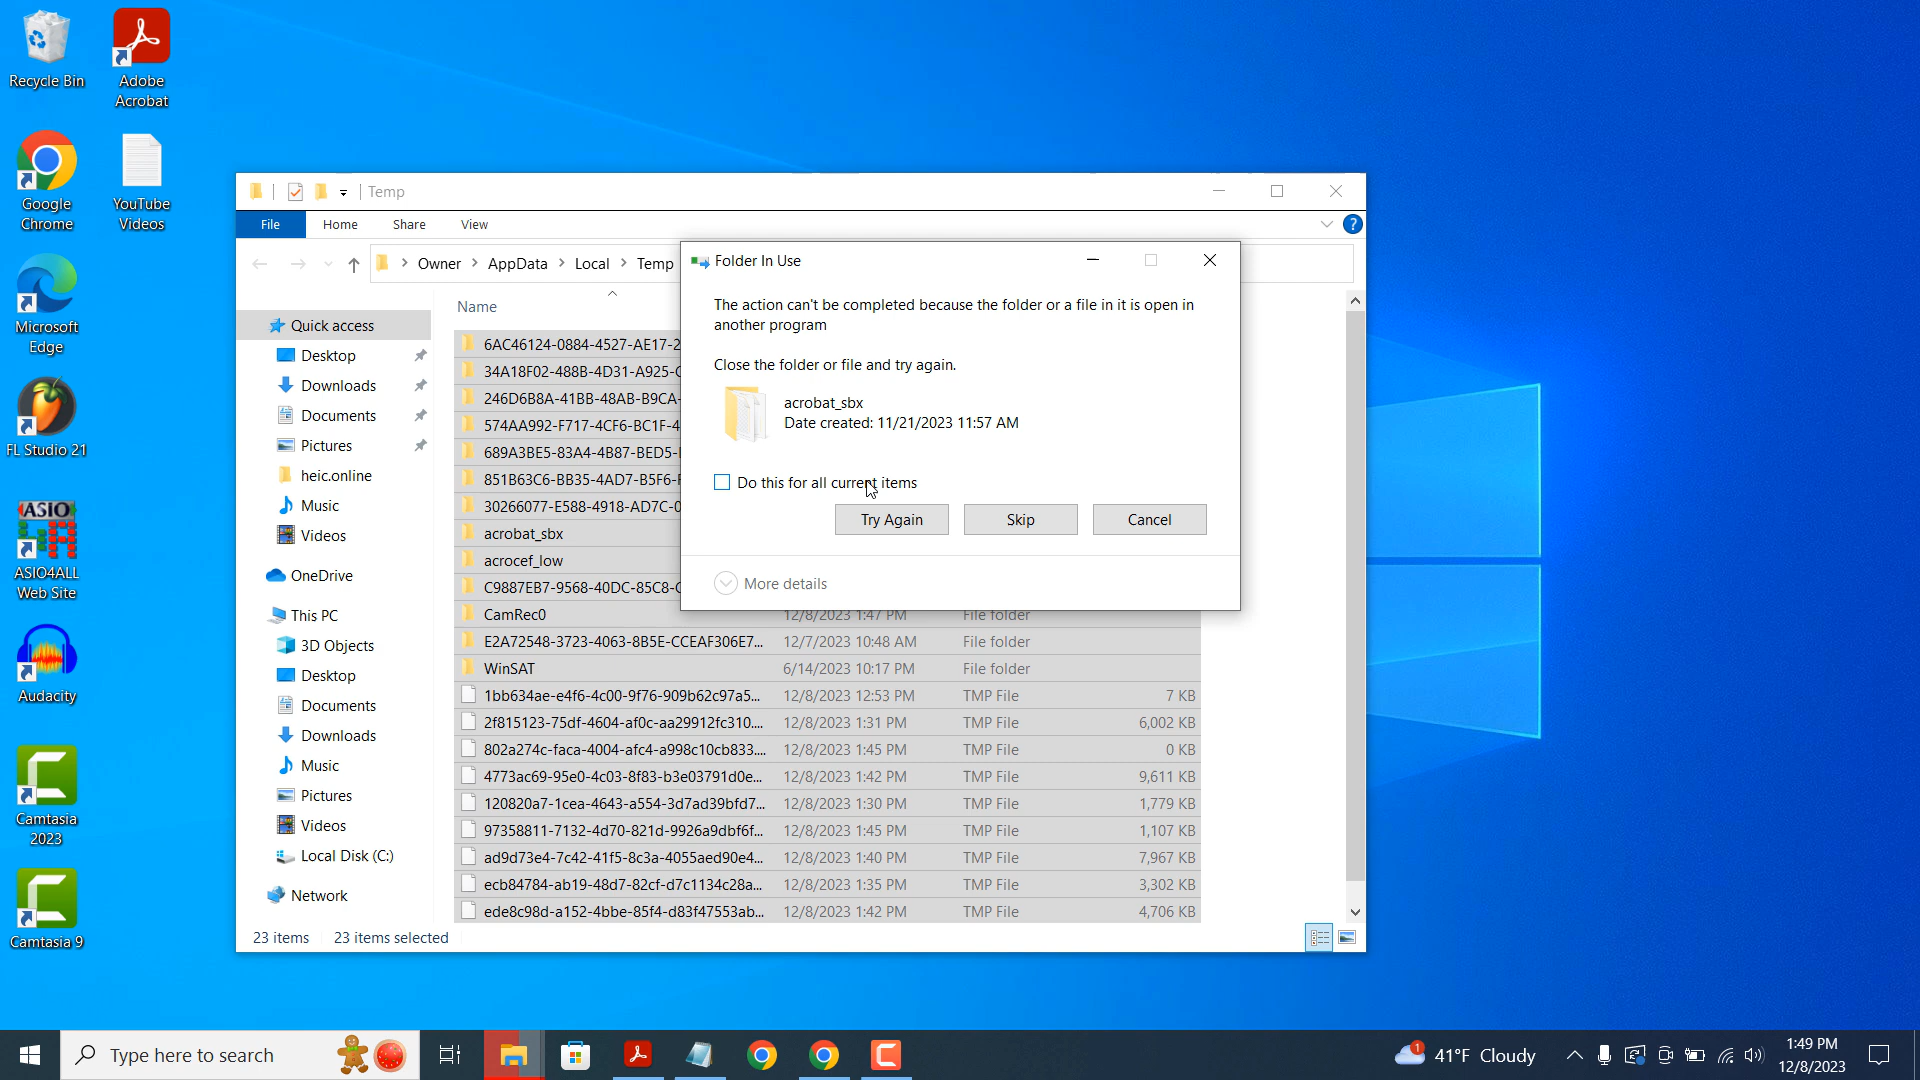 Recycle Bin
Adobe
Acrobat
Google
Chrome
YouTube
Videos
Microsoft
Edge
FL Studio 21
ASIO
ASIO4ALL
Web Site
Audacity
Camtasia
2023
Camtasia 9
Temp
File
Home
Share
View
?
Owner
AppData
Local
Temp
Name
Quick access
Desktop
Downloads
Documents
Pictures
heic.online
Music
Videos
OneDrive
This PC
3D Objects
Desktop
Documents
Downloads
Music
Pictures
Videos
Local Disk (C:)
Network
6AC46124-0884-4527-AE17-2
34A18F02-488B-4D31-A925-
246D6B8A-41BB-48AB-B9CA-
574AA992-F717-4CF6-BC1F-4
689A3BE5-83A4-4B87-BED5-
851B63C6-BB35-4AD7-B5F6-
30266077-E588-4918-AD7C-0
acrobat_sbx
acrocef_low
C9887EB7-9568-40DC-85C8-
CamRec0 12/8/2023 1:47 PM File folder
E2A72548-3723-4063-8B5E-CCEAF306E7... 12/7/2023 10:48 AM File folder
WinSAT 6/14/2023 10:17 PM File folder
1bb634ae-e4f6-4c00-9f76-909b62c97a5... 12/8/2023 12:53 PM TMP File 7 KB
2f815123-75df-4604-af0c-aa29912fc310.... 12/8/2023 1:31 PM TMP File 6,002 KB
802a274c-faca-4004-afc4-a998c10cb833.... 12/8/2023 1:45 PM TMP File 0 KB
4773ac69-95e0-4c03-8f83-b3e03791d0e... 12/8/2023 1:42 PM TMP File 9,611 KB
120820a7-1cea-4643-a554-3d7ad39bfd7... 12/8/2023 1:30 PM TMP File 1,779 KB
97358811-7132-4d70-821d-9926a9dbf6f... 12/8/2023 1:45 PM TMP File 1,107 KB
ad9d73e4-7c42-41f5-8c3a-4055aed90e4... 12/8/2023 1:40 PM TMP File 7,967 KB
ecb84784-ab19-48d7-82cf-d7c1134c28a... 12/8/2023 1:35 PM TMP File 3,302 KB
ede8c98d-a152-4bbe-85f4-d83f47553ab... 12/8/2023 1:42 PM TMP File 4,706 KB
23 items
23 items selected
Folder In Use
The action can't be completed because the folder or a file in it is open in
another program
Close the folder or file and try again.
acrobat_sbx
Date created: 11/21/2023 11:57 AM
Do this for all current items
Try Again
Skip
Cancel
More details
Type here to search
1
41°F Cloudy
1:49 PM
12/8/2023